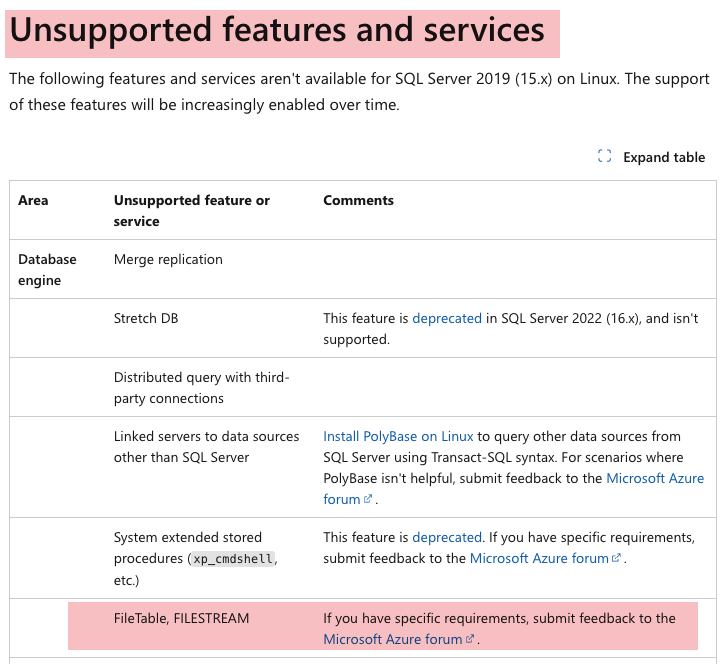 Unsupported features and services
The following features and services aren't available for SQL Server 2019 (15.x) on Linux. The support
of these features will be increasingly enabled over time.
Expand table
Area
Unsupported feature or
service
Comments
Database
engine
Merge replication
Stretch DB
This feature is deprecated in SQL Server 2022 (16.x), and isn't
supported.
Distributed query with third-
party connections
Linked servers to data sources
other than SQL Server
Install PolyBase on Linux to query other data sources from
SQL Server using Transact-SQL syntax. For scenarios where
PolyBase isn't helpful, submit feedback to the Microsoft Azure
forum.
System extended stored
procedures (xp_cmdshell,
etc.)
This feature is deprecated. If you have specific requirements,
submit feedback to the Microsoft Azure forum.
FileTable, FILESTREAM
If you have specific requirements, submit feedback to the
Microsoft Azure forum.